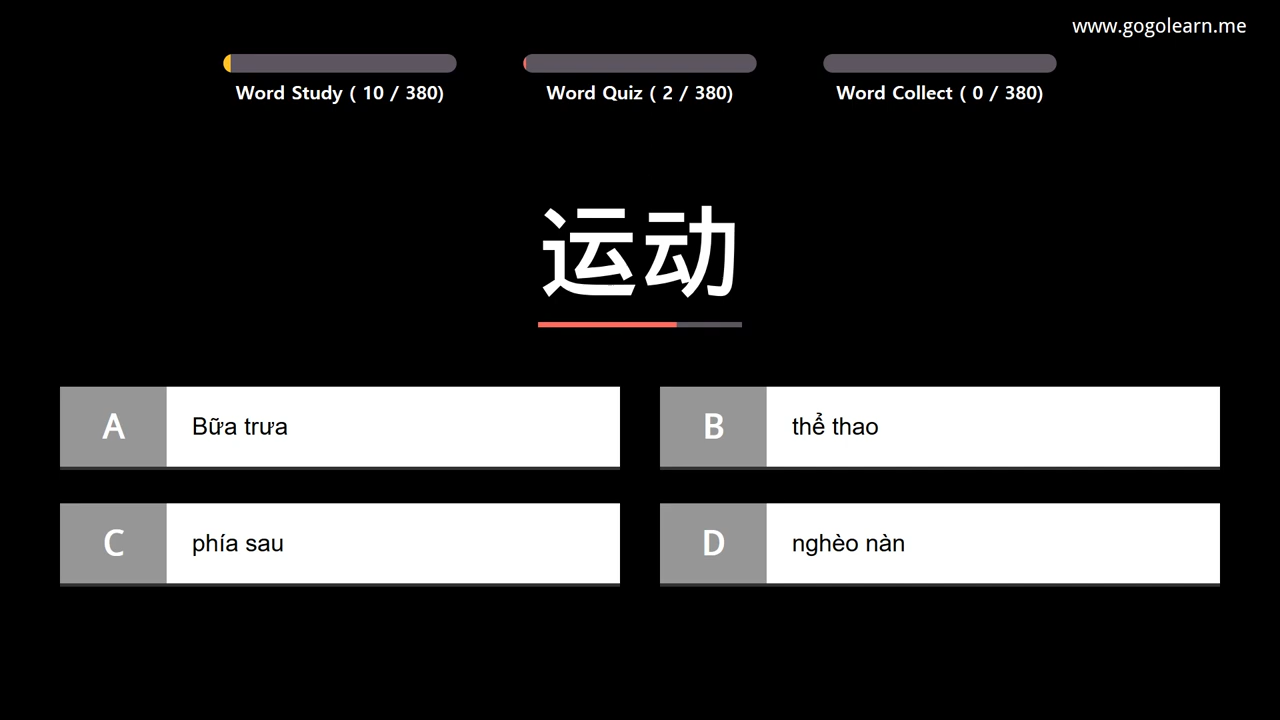 www.gogolearn.me
Word Study ( 10 / 380)
Word Quiz ( 2 / 380)
Word Collect ( 0 / 380)
运动
A
Bữa trưa
B
thể thao
C
phía sau
D
nghèo nàn